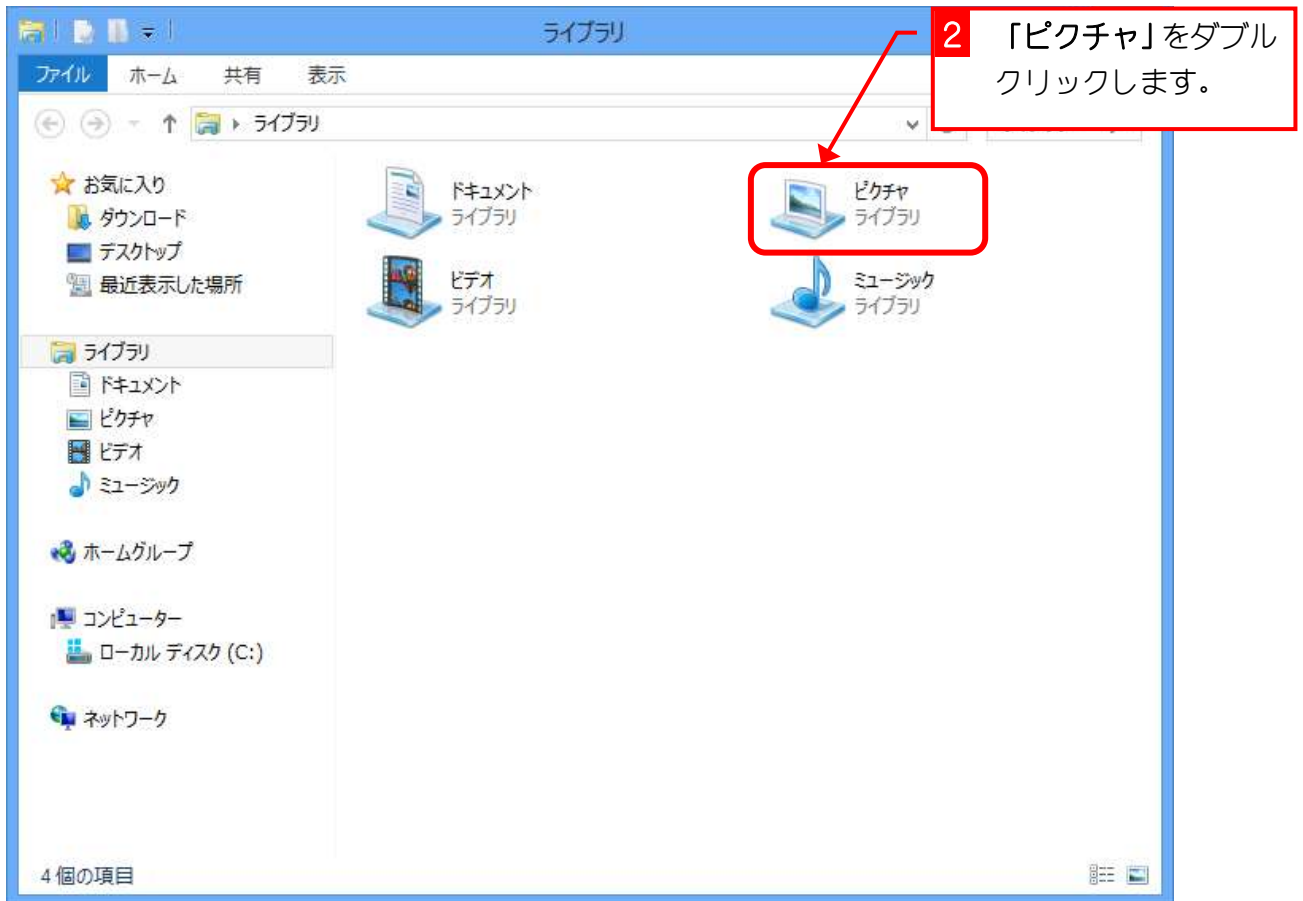 ライブラリ
2 「ピクチャ」をダブル
クリックします。
ファイル ホーム 共有 表示
ライブラリ
お気に入り
ダウンロード
デスクトップ
最近表示した場所
ライブラリ
ドキュメント
ピクチャ
ビデオ
ミュージック
ホームグループ
コンピューター
ローカル ディスク (C:)
ネットワーク
ドキュメント
ライブラリ
ピクチャ
ライブラリ
ビデオ
ライブラリ
ミュージック
ライブラリ
4 個の項目